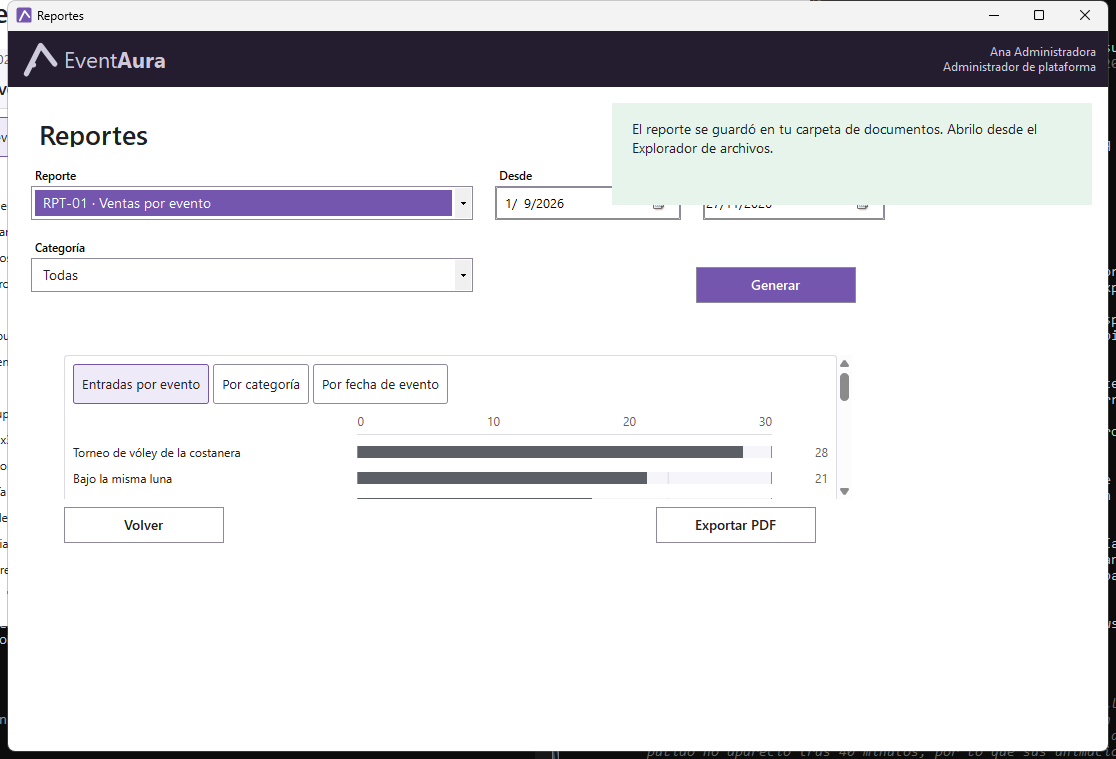 Reportes
EventAura
Ana Administradora
Administrador de plataforma
Reportes
El reporte se guardó en tu carpeta de documentos. Abrilo desde el
Explorador de archivos.
Reporte
Desde
RPT-01 · Ventas por evento
1/ 9/2026
27/11/2026
Categoría
Todas
Generar
Entradas por evento
Por categoría
Por fecha de evento
0 10 20 30
Torneo de vóley de la costanera 28
Bajo la misma luna 21
Volver
Exportar PDF